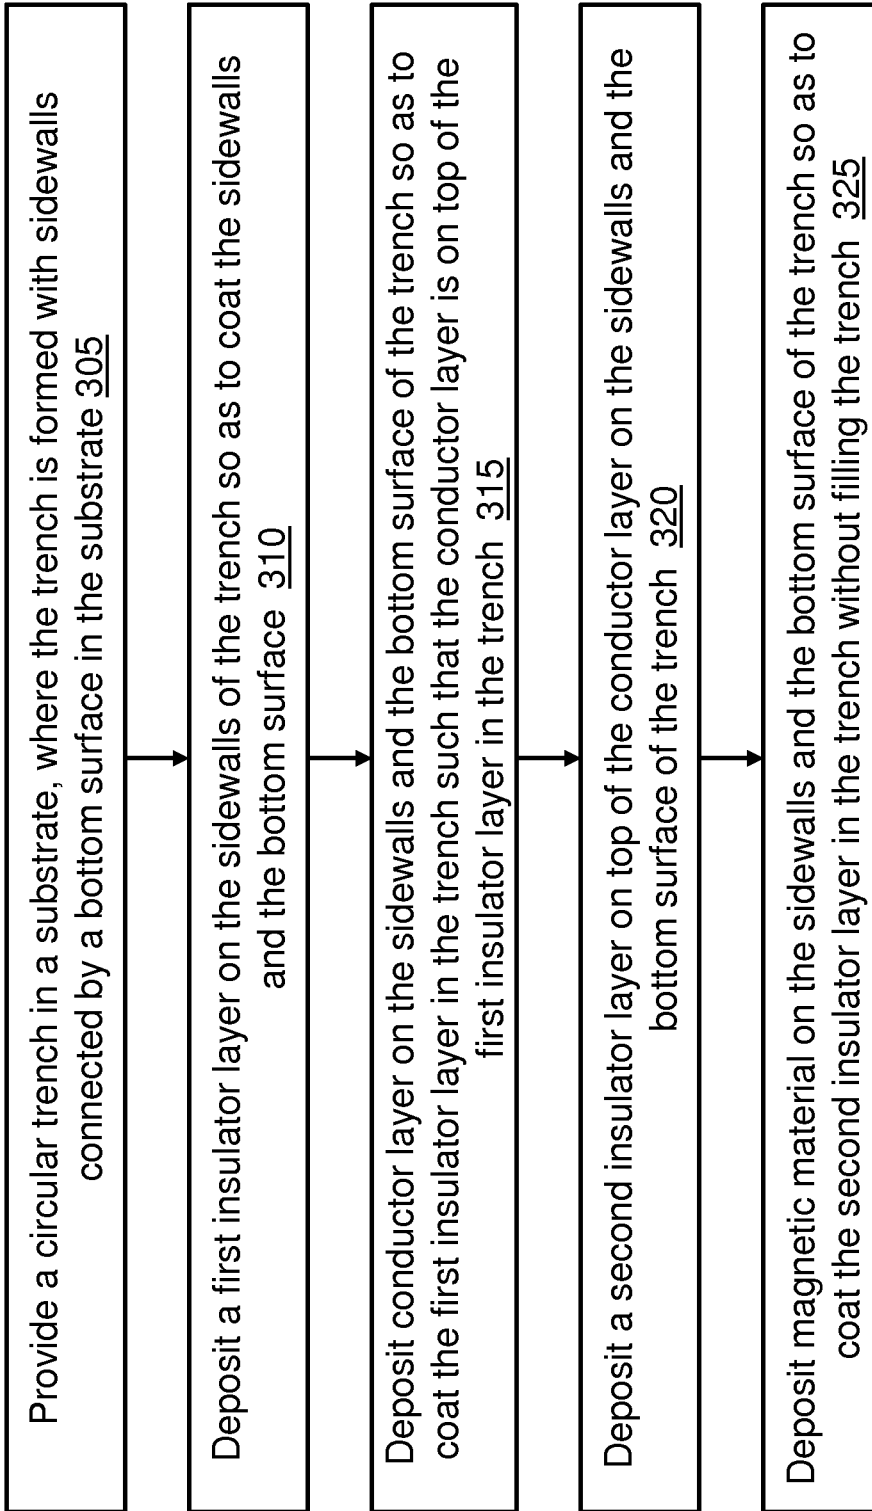 Provide a circular trench in a substrate, where the trench is formed with sidewalls
connected by a bottom surface in the substrate 305
Deposit a first insulator layer on the sidewalls of the trench so as to coat the sidewalls
and the bottom surface 310
Deposit conductor layer on the sidewalls and the bottom surface of the trench so as to
coat the first insulator layer in the trench such that the conductor layer is on top of the
first insulator layer in the trench 315
Deposit a second insulator layer on top of the conductor layer on the sidewalls and the
bottom surface of the trench 320
Deposit magnetic material on the sidewalls and the bottom surface of the trench so as to
coat the second insulator layer in the trench without filling the trench 325